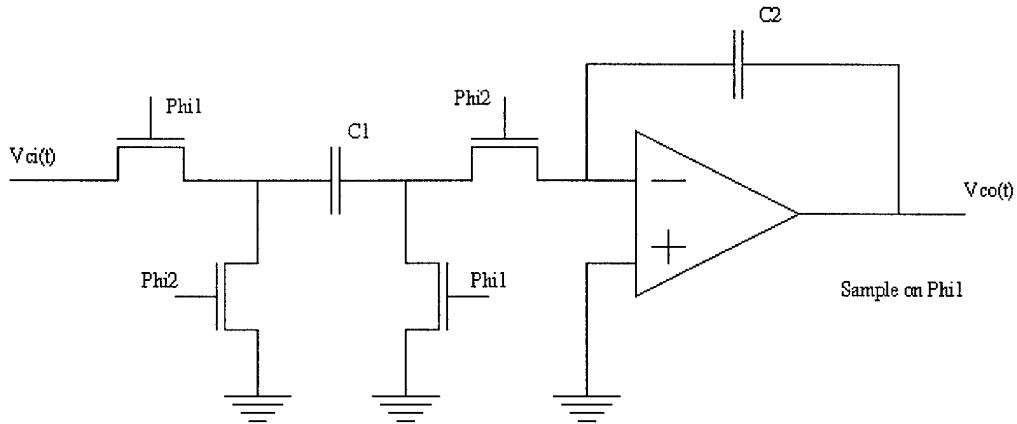 C2
Phi1
Phi2
C1
Vci(t)
Vco(t)
Phi2
Phi1
Sample on Phi1